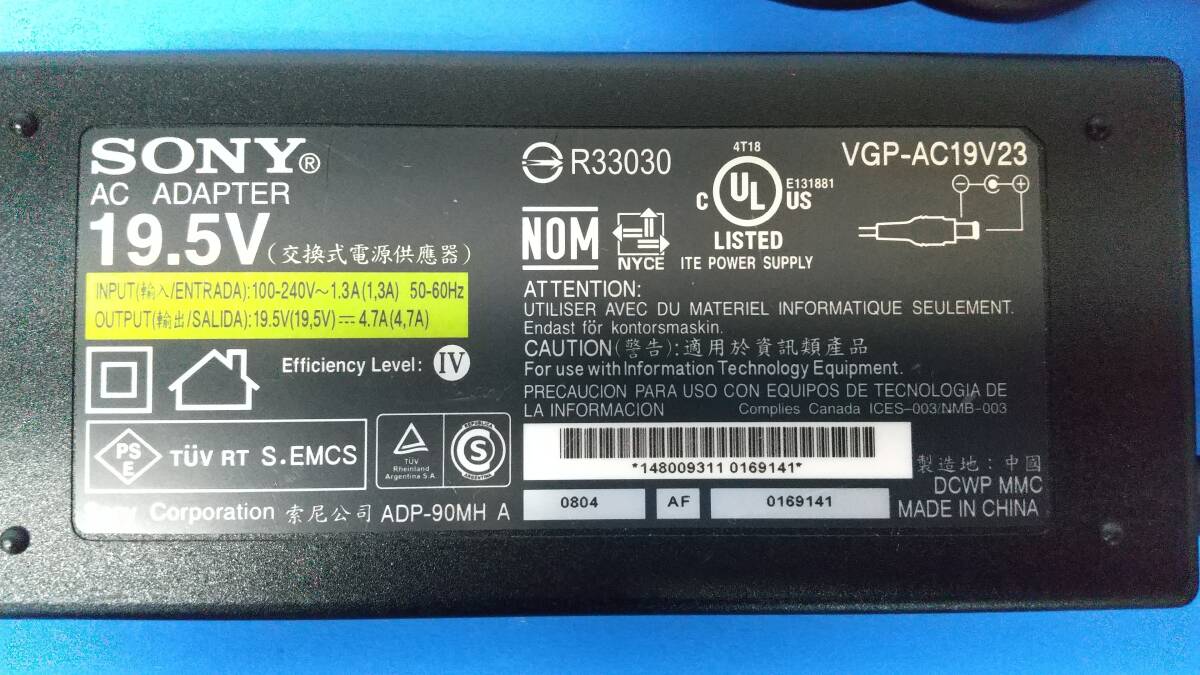 SONY®
AC ADAPTER
19.5V(交換式電源供應器)
INPUT(輸入/ENTRADA):100-240V～1.3A(1,3A) 50-60Hz
OUTPUT(輸出/SALIDA):19.5V(19,5V)⎓4.7A(4,7A)
Efficiency Level: IV
PS
E
TÜV RT S.EMCS
TÜV
Rheinland
Argentina S.A.
REPUBLICA
S
ARGENTINA
Corporation 索尼公司 ADP-90MH A
R33030
4T18
C UL US
E131881
LISTED
ITE POWER SUPPLY
VGP-AC19V23
NOM
NYCE
ATTENTION:
UTILISER AVEC DU MATERIEL INFORMATIQUE SEULEMENT.
Endast för kontorsmaskin.
CAUTION(警告):適用於資訊類產品
For use with Information Technology Equipment.
PRECAUCION PARA USO CON EQUIPOS DE TECNOLOGIA DE
LA INFORMACION Complies Canada ICES-003/NMB-003
*148009311 0169141*
0804 AF 0169141
製造地：中國
DCWP MMC
MADE IN CHINA